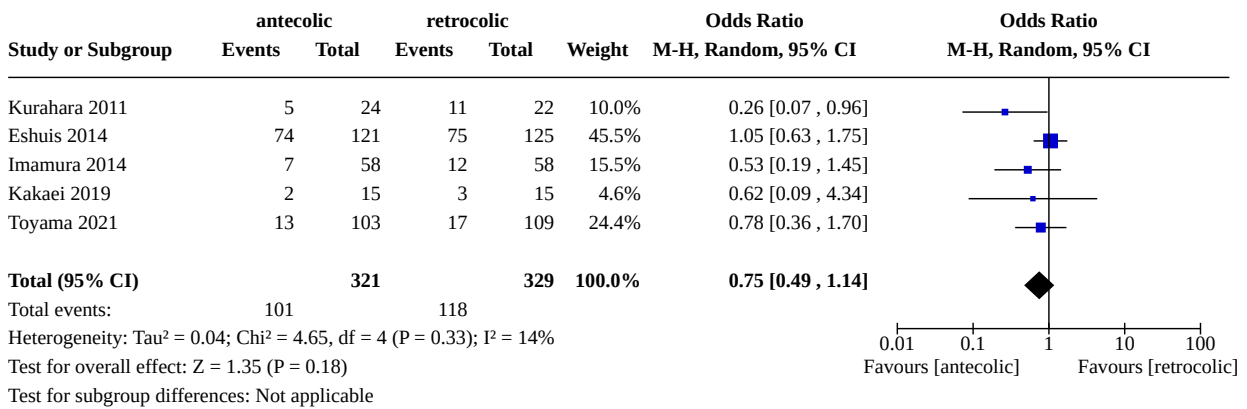 antecolic retrocolic Odds Ratio Odds Ratio
Study or Subgroup Events Total Events Total Weight M-H, Random, 95% CI M-H, Random, 95% CI
Kurahara 2011 5 24 11 22 10.0% 0.26 [0.07 , 0.96]
Eshuis 2014 74 121 75 125 45.5% 1.05 [0.63 , 1.75]
Imamura 2014 7 58 12 58 15.5% 0.53 [0.19 , 1.45]
Kakaei 2019 2 15 3 15 4.6% 0.62 [0.09 , 4.34]
Toyama 2021 13 103 17 109 24.4% 0.78 [0.36 , 1.70]
Total (95% CI) 321 329 100.0% 0.75 [0.49 , 1.14]
Total events: 101 118
Heterogeneity: Tau² = 0.04; Chi² = 4.65, df = 4 (P = 0.33); I² = 14%
0.01 0.1 1 10 100
Test for overall effect: Z = 1.35 (P = 0.18)
Favours [antecolic] Favours [retrocolic]
Test for subgroup differences: Not applicable